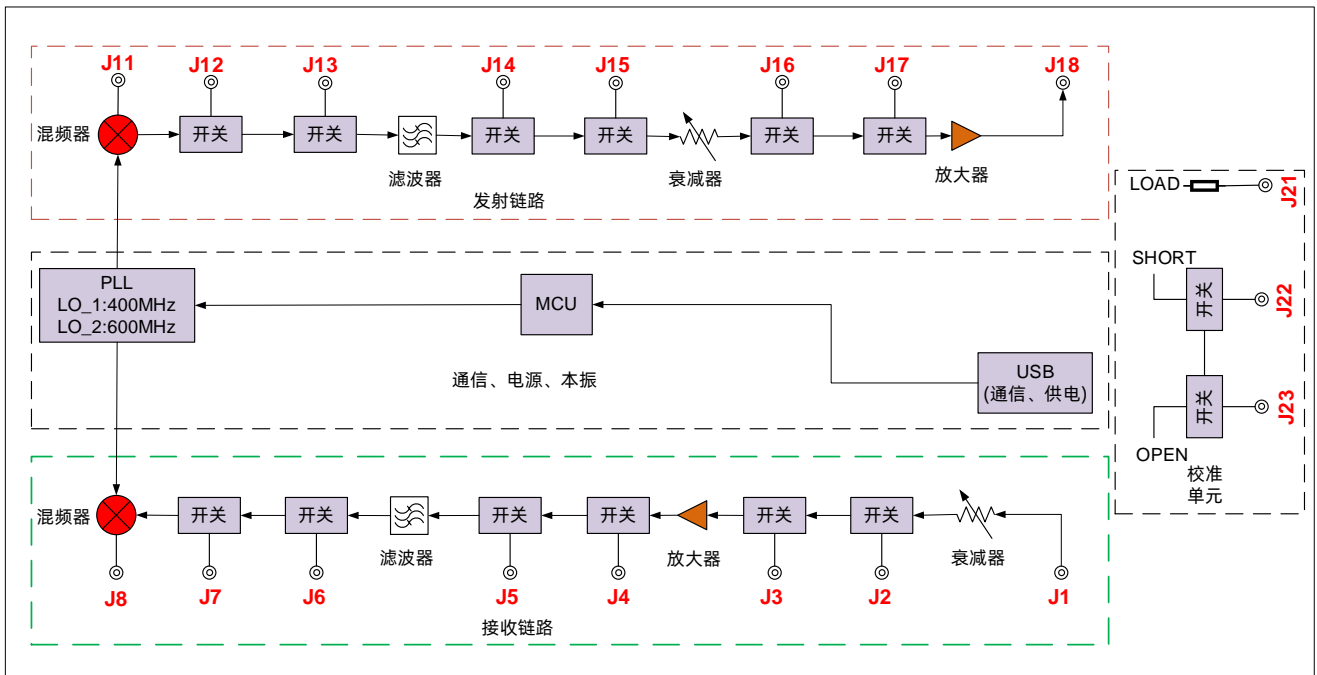 J11
J12
J13
J14
J15
J16
J17
J18
混频器
开关
开关
开关
开关
开关
开关
滤波器
衰减器
放大器
发射链路
PLL
LO_1:400MHz
LO_2:600MHz
MCU
USB
(通信、供电)
通信、电源、本振
LOAD
J21
SHORT
开关
J22
开关
J23
OPEN
校准
单元
混频器
开关
开关
开关
开关
开关
开关
滤波器
放大器
衰减器
J8
J7
J6
J5
J4
J3
J2
J1
接收链路